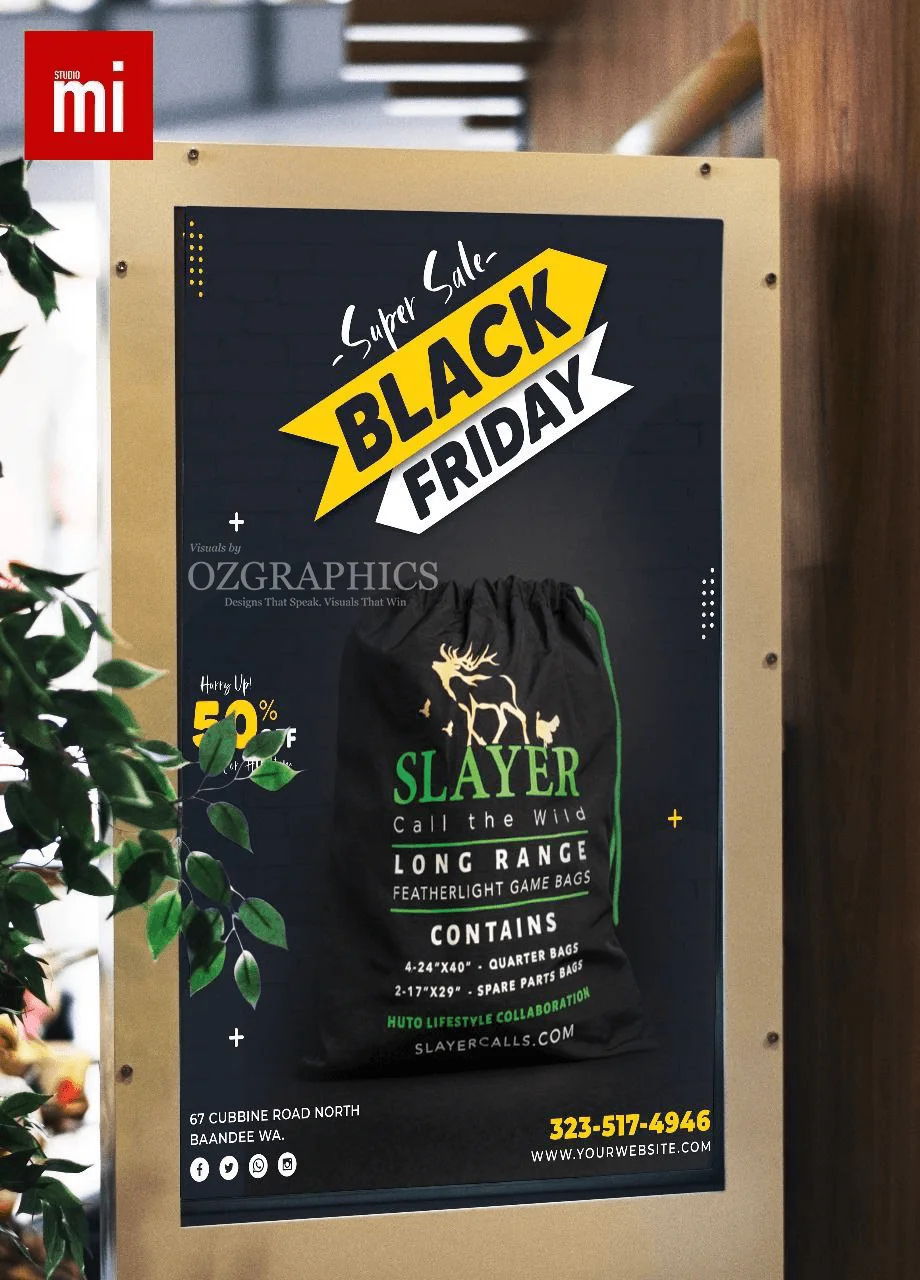 STUDIO
mi
-Super Sale-
BLACK
FRIDAY
Visuals by
OZGRAPHICS
Designs That Speak. Visuals That Win
Hurry Up!
50%
SLAYER
Call the Wild
LONG RANGE
FEATHERLIGHT GAME BAGS
CONTAINS
4-24"X40" - QUARTER BAGS
2-17"X29" - SPARE PARTS BAGS
HUTO LIFESTYLE COLLABORATION
SLAYERCALLS.COM
67 CUBBINE ROAD NORTH
BAANDEE WA.
323-517-4946
WWW.YOURWEBSITE.COM